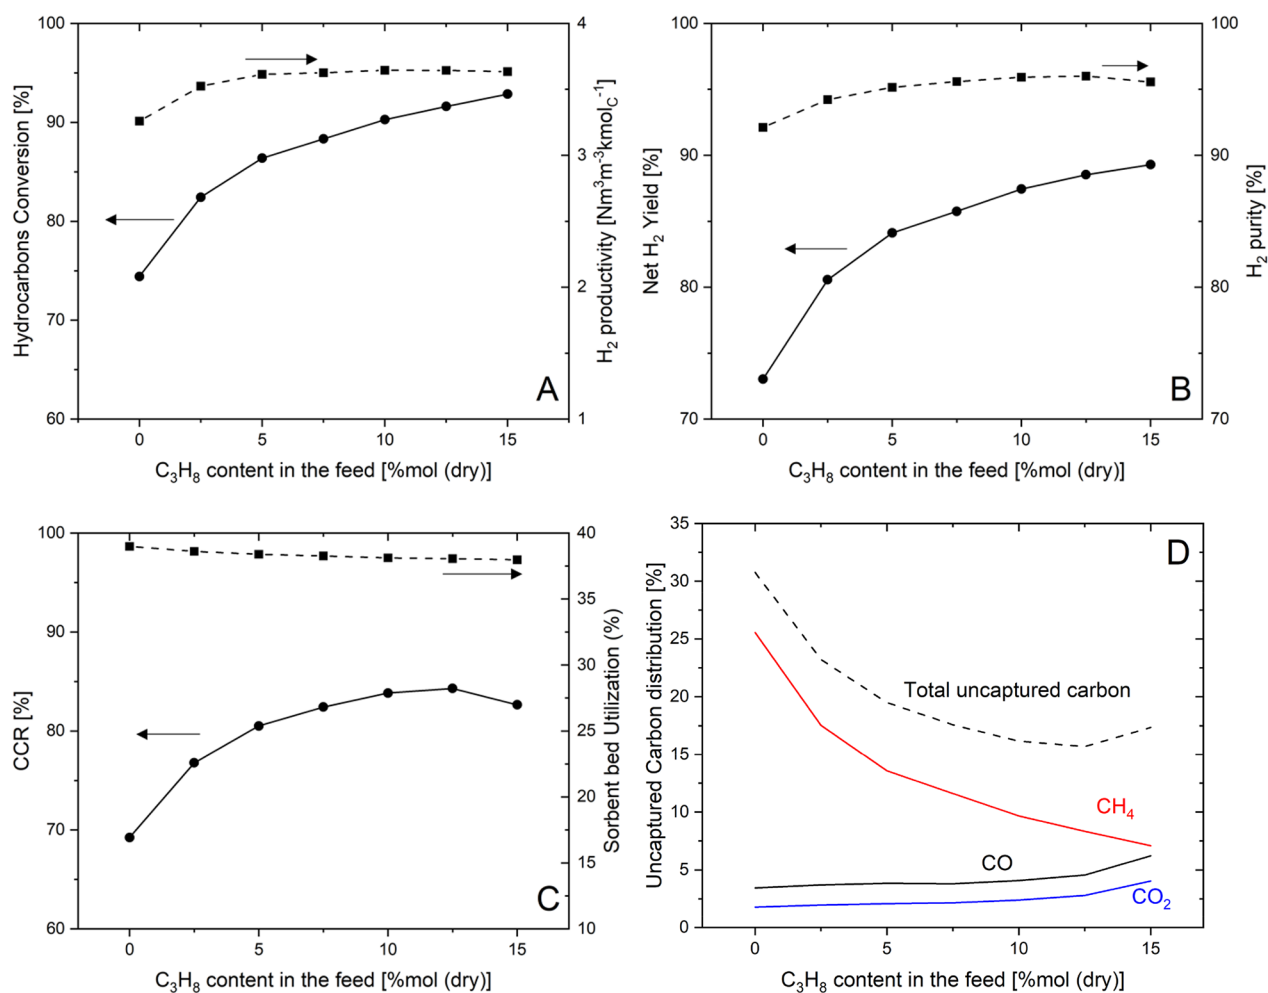 100
90
80
70
60
Hydrocarbons Conversion [%]
4
3
2
1
H2 productivity [Nm³m⁻³kmolC⁻¹]
A
0 5 10 15
C3H8 content in the feed [%mol (dry)]
100
90
80
70
Net H2 Yield [%]
100
90
80
70
H2 purity [%]
B
0 5 10 15
C3H8 content in the feed [%mol (dry)]
100
90
80
70
60
CCR [%]
40
35
30
25
20
15
10
Sorbent bed Utilization (%)
C
0 5 10 15
C3H8 content in the feed [%mol (dry)]
35
30
25
20
15
10
5
0
Uncaptured Carbon distribution [%]
D
Total uncaptured carbon
CH4
CO
CO2
0 5 10 15
C3H8 content in the feed [%mol (dry)]